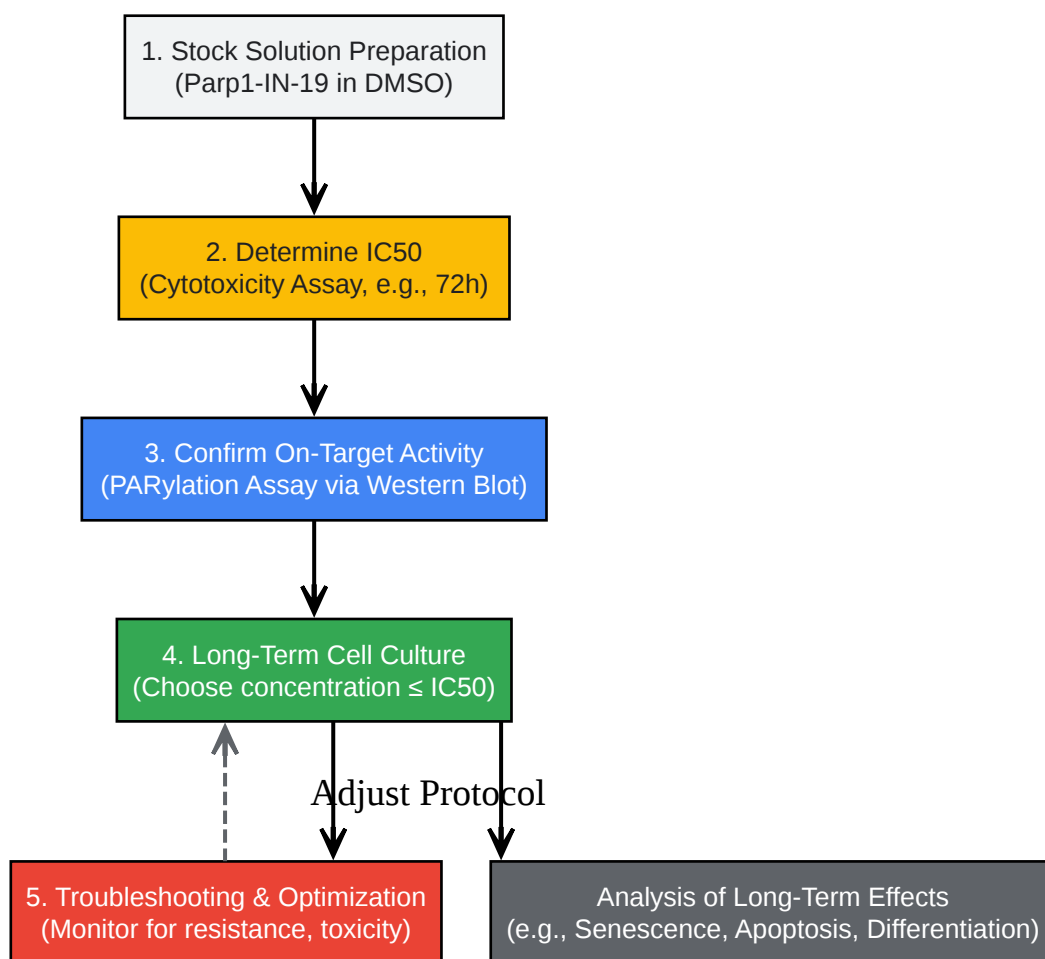 1. Stock Solution Preparation
(Parp1-IN-19 in DMSO)
2. Determine IC50
(Cytotoxicity Assay, e.g., 72h)
3. Confirm On-Target Activity
(PARylation Assay via Western Blot)
4. Long-Term Cell Culture
(Choose concentration ≤ IC50)
Adjust Protocol
5. Troubleshooting & Optimization
(Monitor for resistance, toxicity)
Analysis of Long-Term Effects
(e.g., Senescence, Apoptosis, Differentiation)